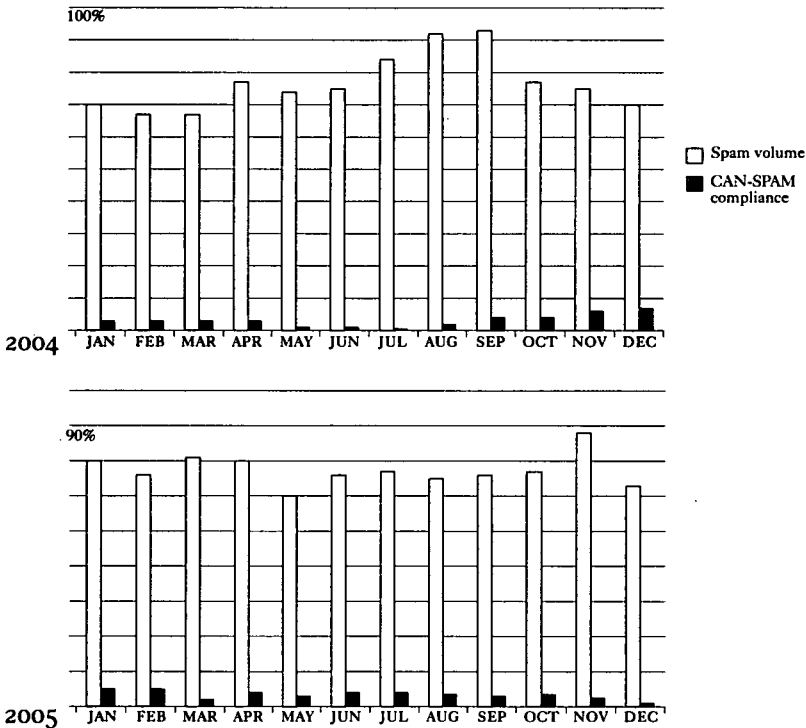 100%
Spam volume
CAN-SPAM
compliance
2004 JAN FEB MAR APR MAY JUN JUL AUG SEP OCT NOV DEC
90%
2005 JAN FEB MAR APR MAY JUN JUL AUG SEP OCT NOV DEC